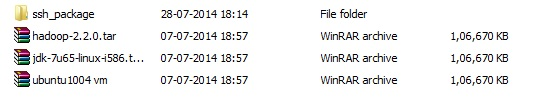 ssh_package 28-07-2014 18:14 File folder
hadoop-2.2.0.tar 07-07-2014 18:57 WinRAR archive 1,06,670 KB
jdk-7u65-linux-i586.t... 07-07-2014 18:57 WinRAR archive 1,06,670 KB
ubuntu1004 vm 07-07-2014 18:57 WinRAR archive 1,06,670 KB